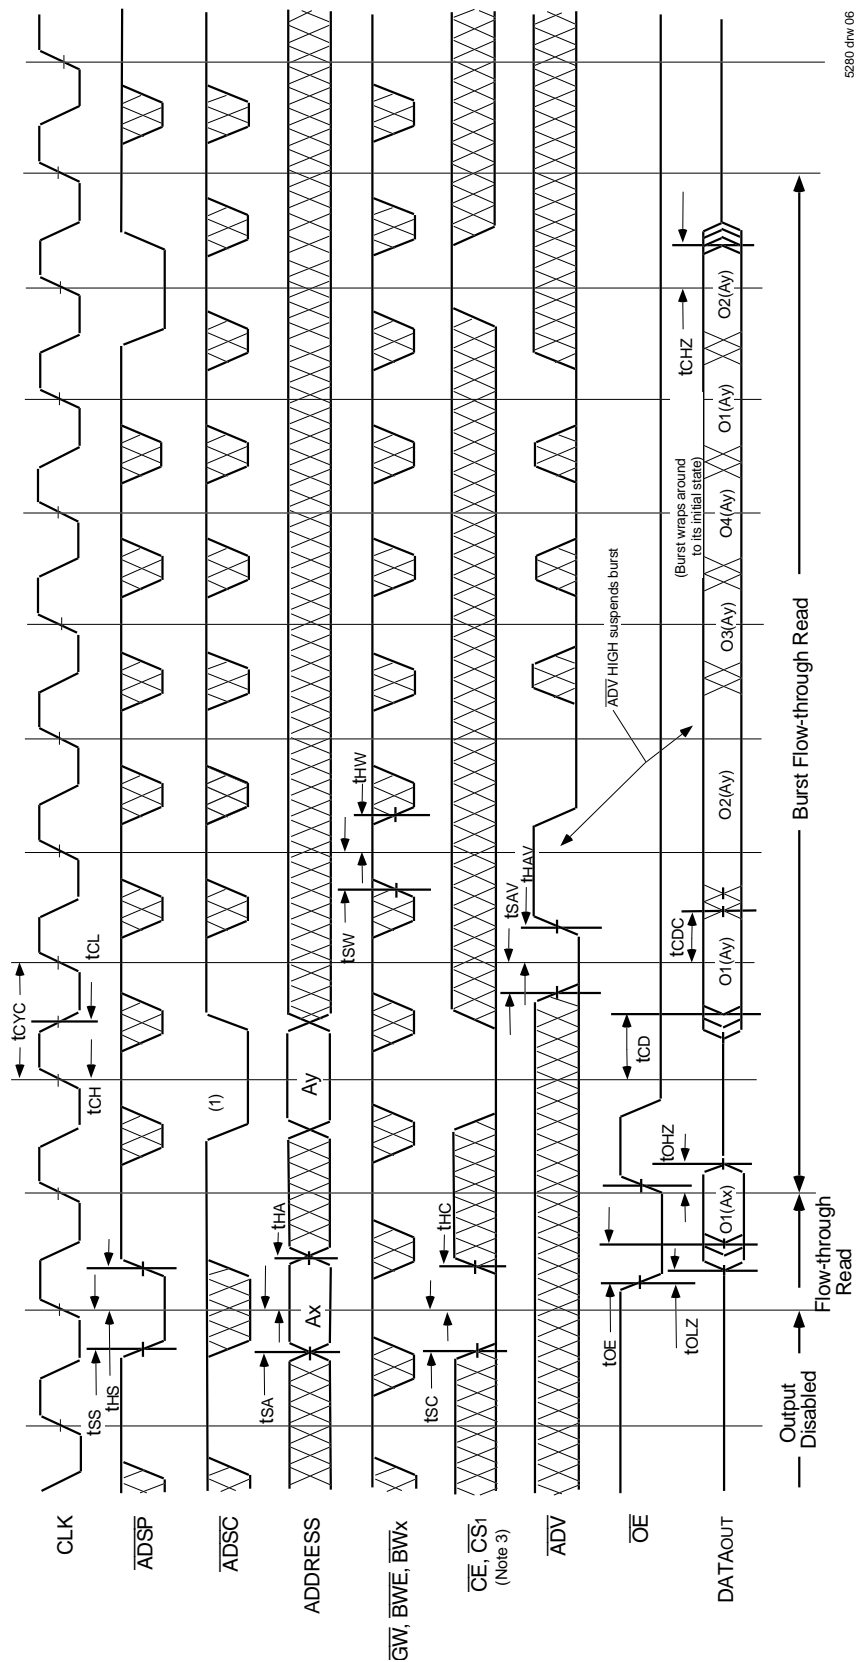 CLK
tCYC
tSS
tHS
tCH
tCL
ADSP
ADSC
(1)
ADDRESS
tSA
tHA
Ax
Ay
GW, BWE, BWx
tSW
tHW
CE, CS1
(Note 3)
tSC
tHC
ADV
tSAV
tHAV
ADV HIGH suspends burst
OE
tOE
tOLZ
tOHZ
tCD
tCDC
(Burst wraps around
to its initial state)
tCHZ
DATAOUT
O1(Ax)
O1(Ay)
O2(Ay)
O3(Ay)
O4(Ay)
O1(Ay)
O2(Ay)
Output
Disabled
Flow-through
Read
Burst Flow-through Read
5280 drw 06